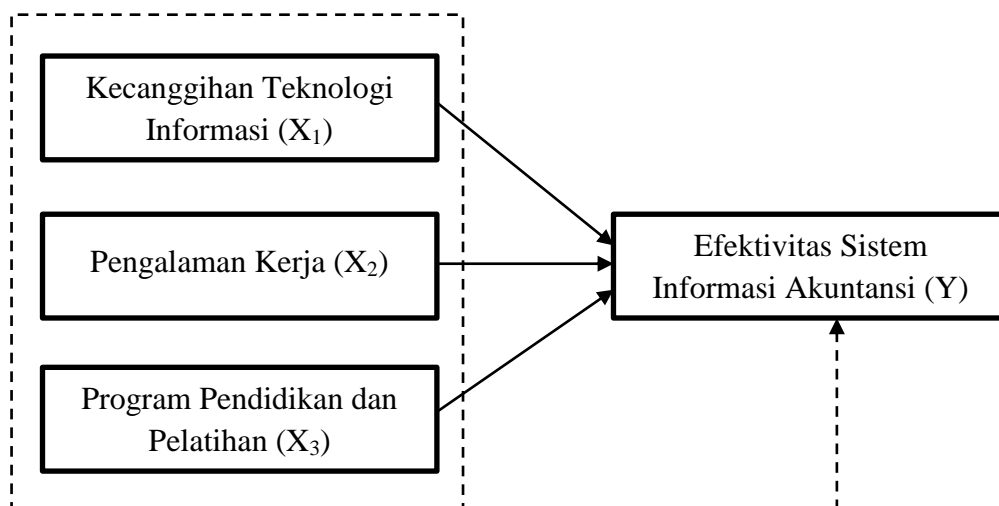 Kecanggihan Teknologi
Informasi (X₁)
Pengalaman Kerja (X₂)
Program Pendidikan dan
Pelatihan (X₃)
Efektivitas Sistem
Informasi Akuntansi (Y)